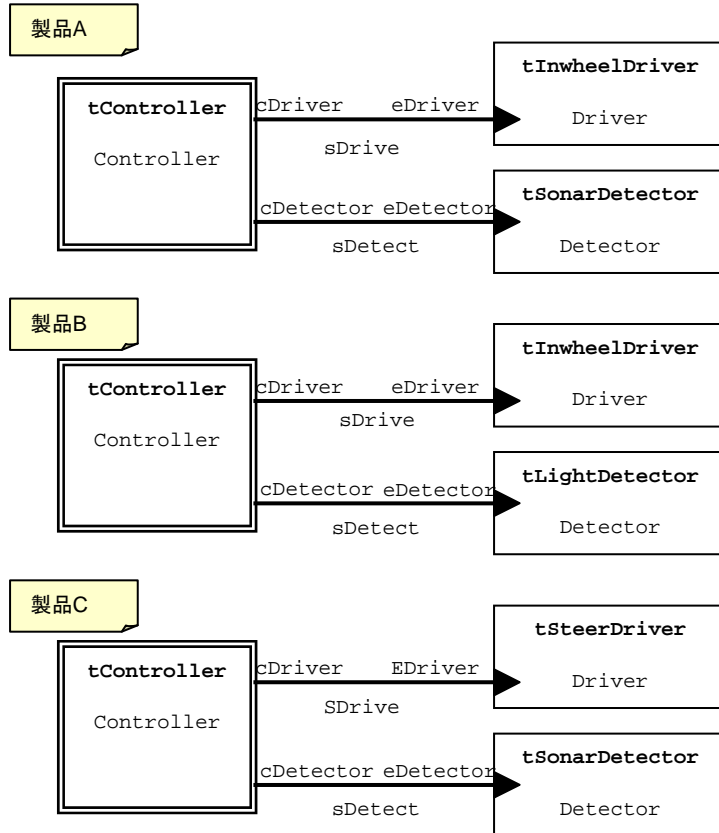 製品A
tInwheelDriver
tController
cDriver eDriver
Driver
Controller
sDrive
tSonarDetector
cDetector eDetector
sDetect
Detector
製品B
tInwheelDriver
tController
cDriver eDriver
Driver
sDrive
Controller
tLightDetector
cDetector eDetector
sDetect
Detector
製品C
tSteerDriver
tController
cDriver EDriver
Driver
SDrive
Controller
tSonarDetector
cDetector eDetector
sDetect
Detector